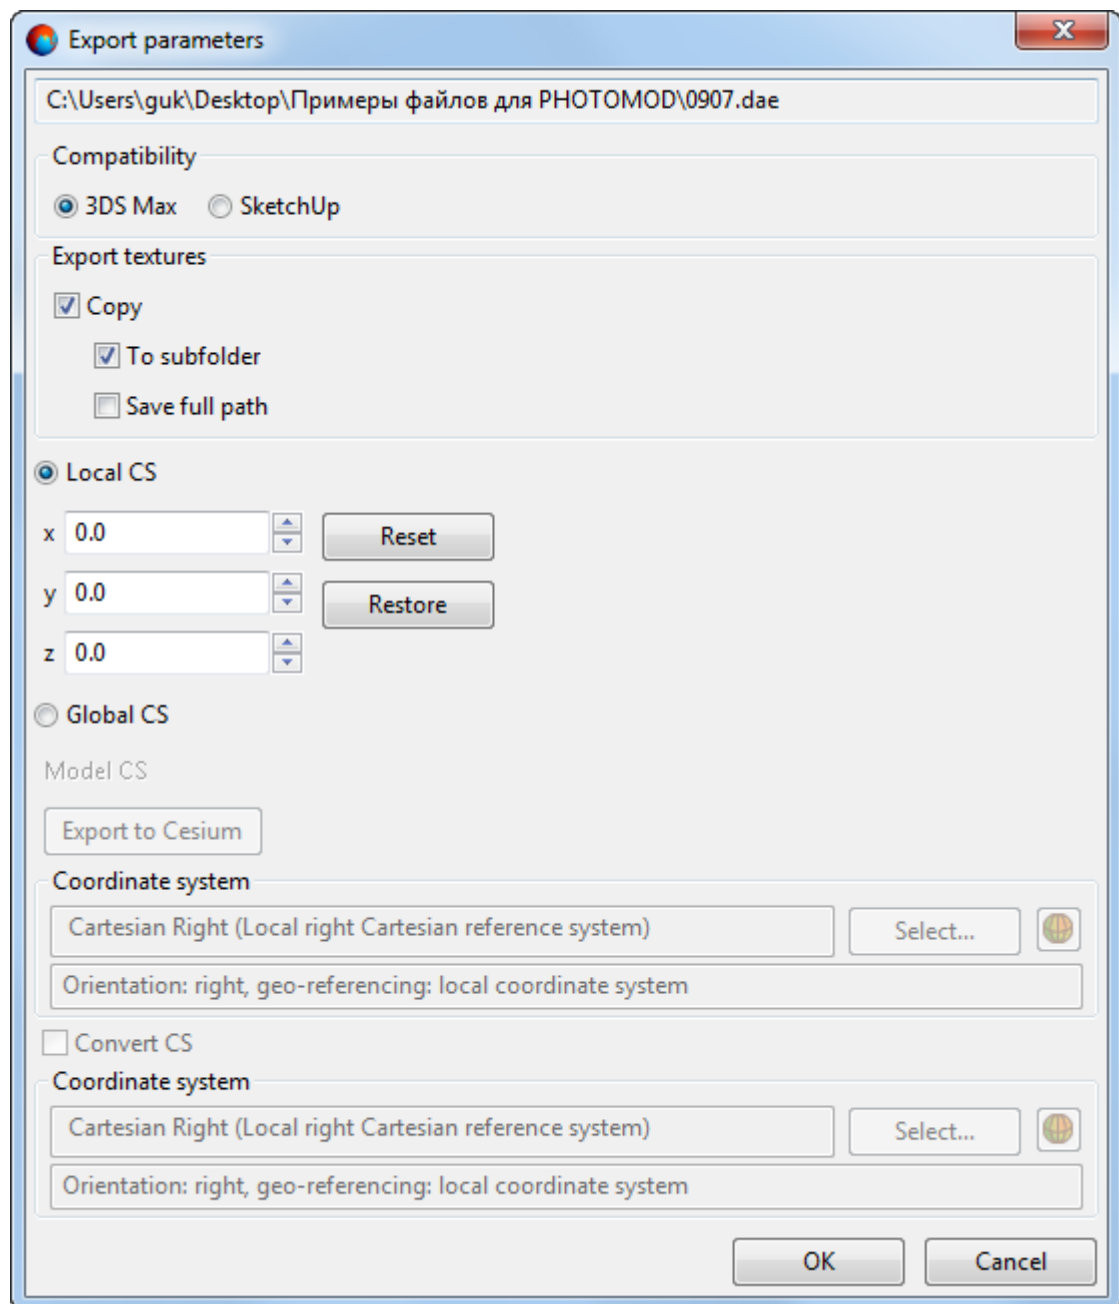 Export parameters
C:\Users\guk\Desktop\Примеры файлов для PHOTOMOD\0907.dae
Compatibility
3DS Max SketchUp
Export textures
Copy
To subfolder
Save full path
Local CS
x 0.0 Reset
y 0.0 Restore
z 0.0
Global CS
Model CS
Export to Cesium
Coordinate system
Cartesian Right (Local right Cartesian reference system) Select...
Orientation: right, geo-referencing: local coordinate system
Convert CS
Coordinate system
Cartesian Right (Local right Cartesian reference system) Select...
Orientation: right, geo-referencing: local coordinate system
OK Cancel